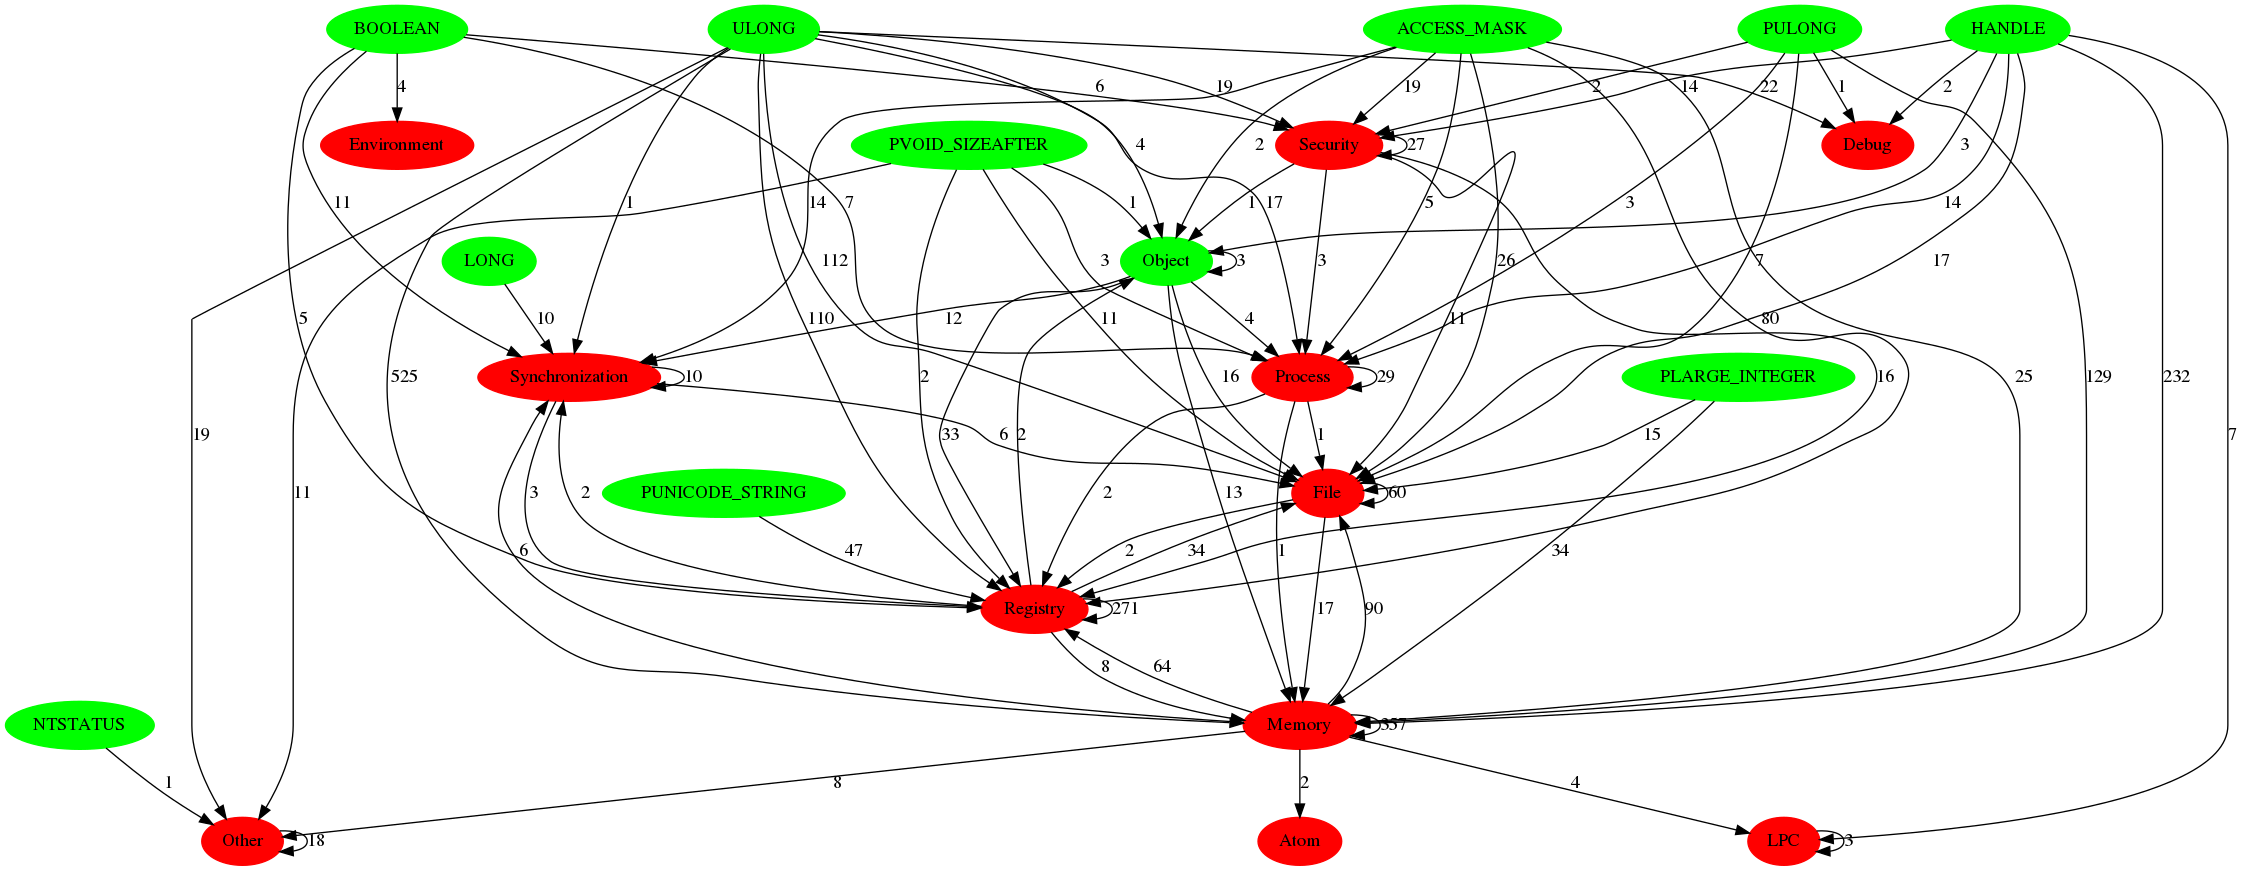 BOOLEAN ULONG ACCESS_MASK PULONG HANDLE
4 6 19 19 2 14 22 1 2
Environment PVOID_SIZEAFTER Security 27 Debug
4 2 3
11 1 14 7 1 1 17 5 3 14
LONG Object 3
112 3 3 7 17
5 10 110 12 11 4 26 11 80
Synchronization 10 2 16 Process 29 PLARGE_INTEGER 16 25 129 232
525
19 33 2 6 1 15 7
11 3 2 PUNICODE_STRING 2 13 File 60
6 47 2 34 1 34
Registry 271 17 90
8 64
NTSTATUS Memory 357
1 8 2 4
Other 18 Atom LPC 3